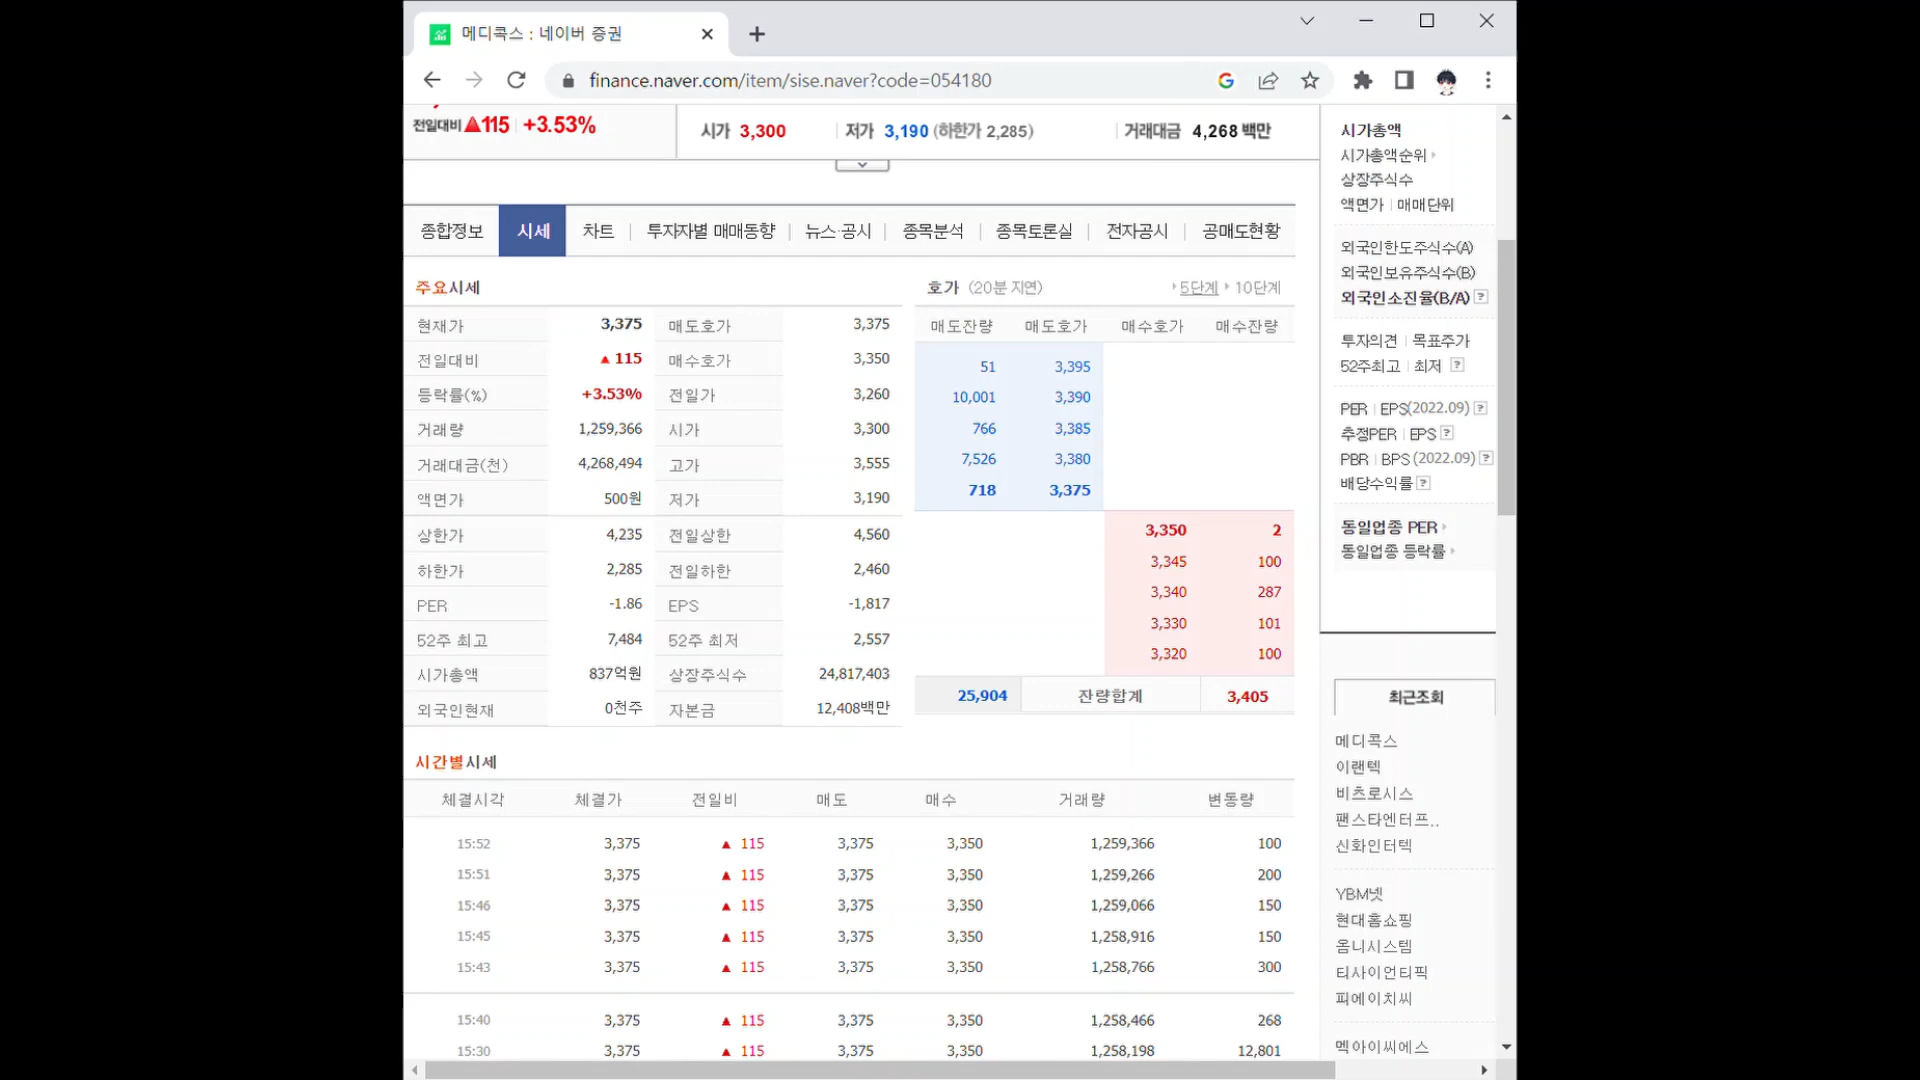 메디콕스 : 네이버 증권
finance.naver.com/item/sise.naver?code=054180
전일대비 ▲115 +3.53%
시가 3,300 저가 3,190 (하한가 2,285) 거래대금 4,268 백만
종합정보 시세 차트 투자자별 매매동향 뉴스·공시 종목분석 종목토론실 전자공시 공매도현황
주요시세
현재가 3,375 매도호가 3,375
전일대비 ▲ 115 매수호가 3,350
등락률(%) +3.53% 전일가 3,260
거래량 1,259,366 시가 3,300
거래대금(천) 4,268,494 고가 3,555
액면가 500원 저가 3,190
상한가 4,235 전일상한 4,560
하한가 2,285 전일하한 2,460
PER -1.86 EPS -1,817
52주 최고 7,484 52주 최저 2,557
시가총액 837억원 상장주식수 24,817,403
외국인현재 0천주 자본금 12,408백만
호가 (20분 지연) 5단계 10단계
매도잔량 매도호가 매수호가 매수잔량
51 3,395
10,001 3,390
766 3,385
7,526 3,380
718 3,375
3,350 2
3,345 100
3,340 287
3,330 101
3,320 100
25,904 잔량합계 3,405
시간별시세
체결시각 체결가 전일비 매도 매수 거래량 변동량
15:52 3,375 ▲ 115 3,375 3,350 1,259,366 100
15:51 3,375 ▲ 115 3,375 3,350 1,259,266 200
15:46 3,375 ▲ 115 3,375 3,350 1,259,066 150
15:45 3,375 ▲ 115 3,375 3,350 1,258,916 150
15:43 3,375 ▲ 115 3,375 3,350 1,258,766 300
15:40 3,375 ▲ 115 3,375 3,350 1,258,466 268
15:30 3,375 ▲ 115 3,375 3,350 1,258,198 12,801
시가총액
시가총액순위
상장주식수
액면가 | 매매단위
외국인한도주식수(A)
외국인보유주식수(B)
외국인소진율(B/A) ?
투자의견 | 목표주가
52주최고 | 최저 ?
PER | EPS(2022.09) ?
추정PER | EPS ?
PBR | BPS (2022.09) ?
배당수익률 ?
동일업종 PER
동일업종 등락률
최근조회
메디콕스
이랜텍
비츠로시스
팬스타엔터프..
신화인터텍
YBM넷
현대홈쇼핑
옴니시스템
티사이언티픽
피에이치씨
멕아이씨에스